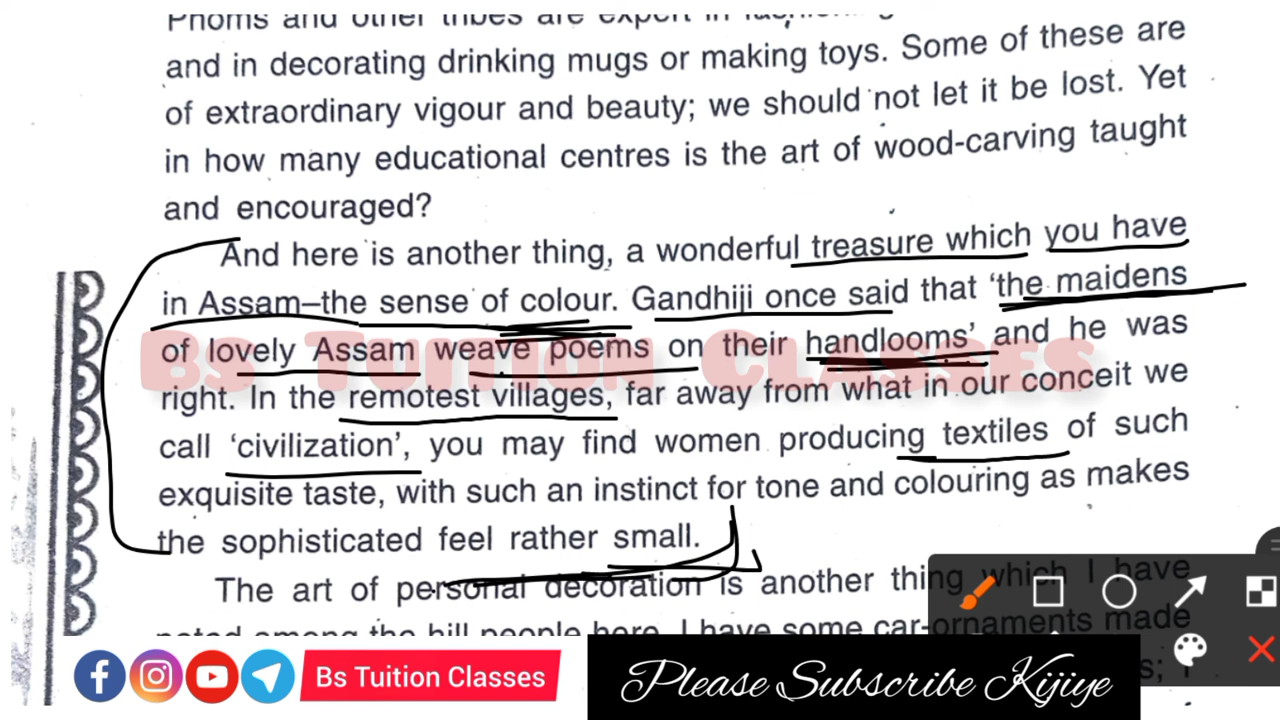 Phoms and other tribes are expert in
and in decorating drinking mugs or making toys. Some of these are
of extraordinary vigour and beauty; we should not let it be lost. Yet
in how many educational centres is the art of wood-carving taught
and encouraged?
And here is another thing, a wonderful treasure which you have
in Assam–the sense of colour. Gandhiji once said that ‘the maidens
of lovely Assam weave poems on their handlooms’ and he was
right. In the remotest villages, far away from what in our conceit we
call ‘civilization’, you may find women producing textiles of such
exquisite taste, with such an instinct for tone and colouring as makes
the sophisticated feel rather small.
The art of personal decoration is another thing which I have
noted among the hill people here. I have some car-ornaments made
s; I
Bs Tuition Classes
Bs Tuition Classes
Please Subscribe Kijiye